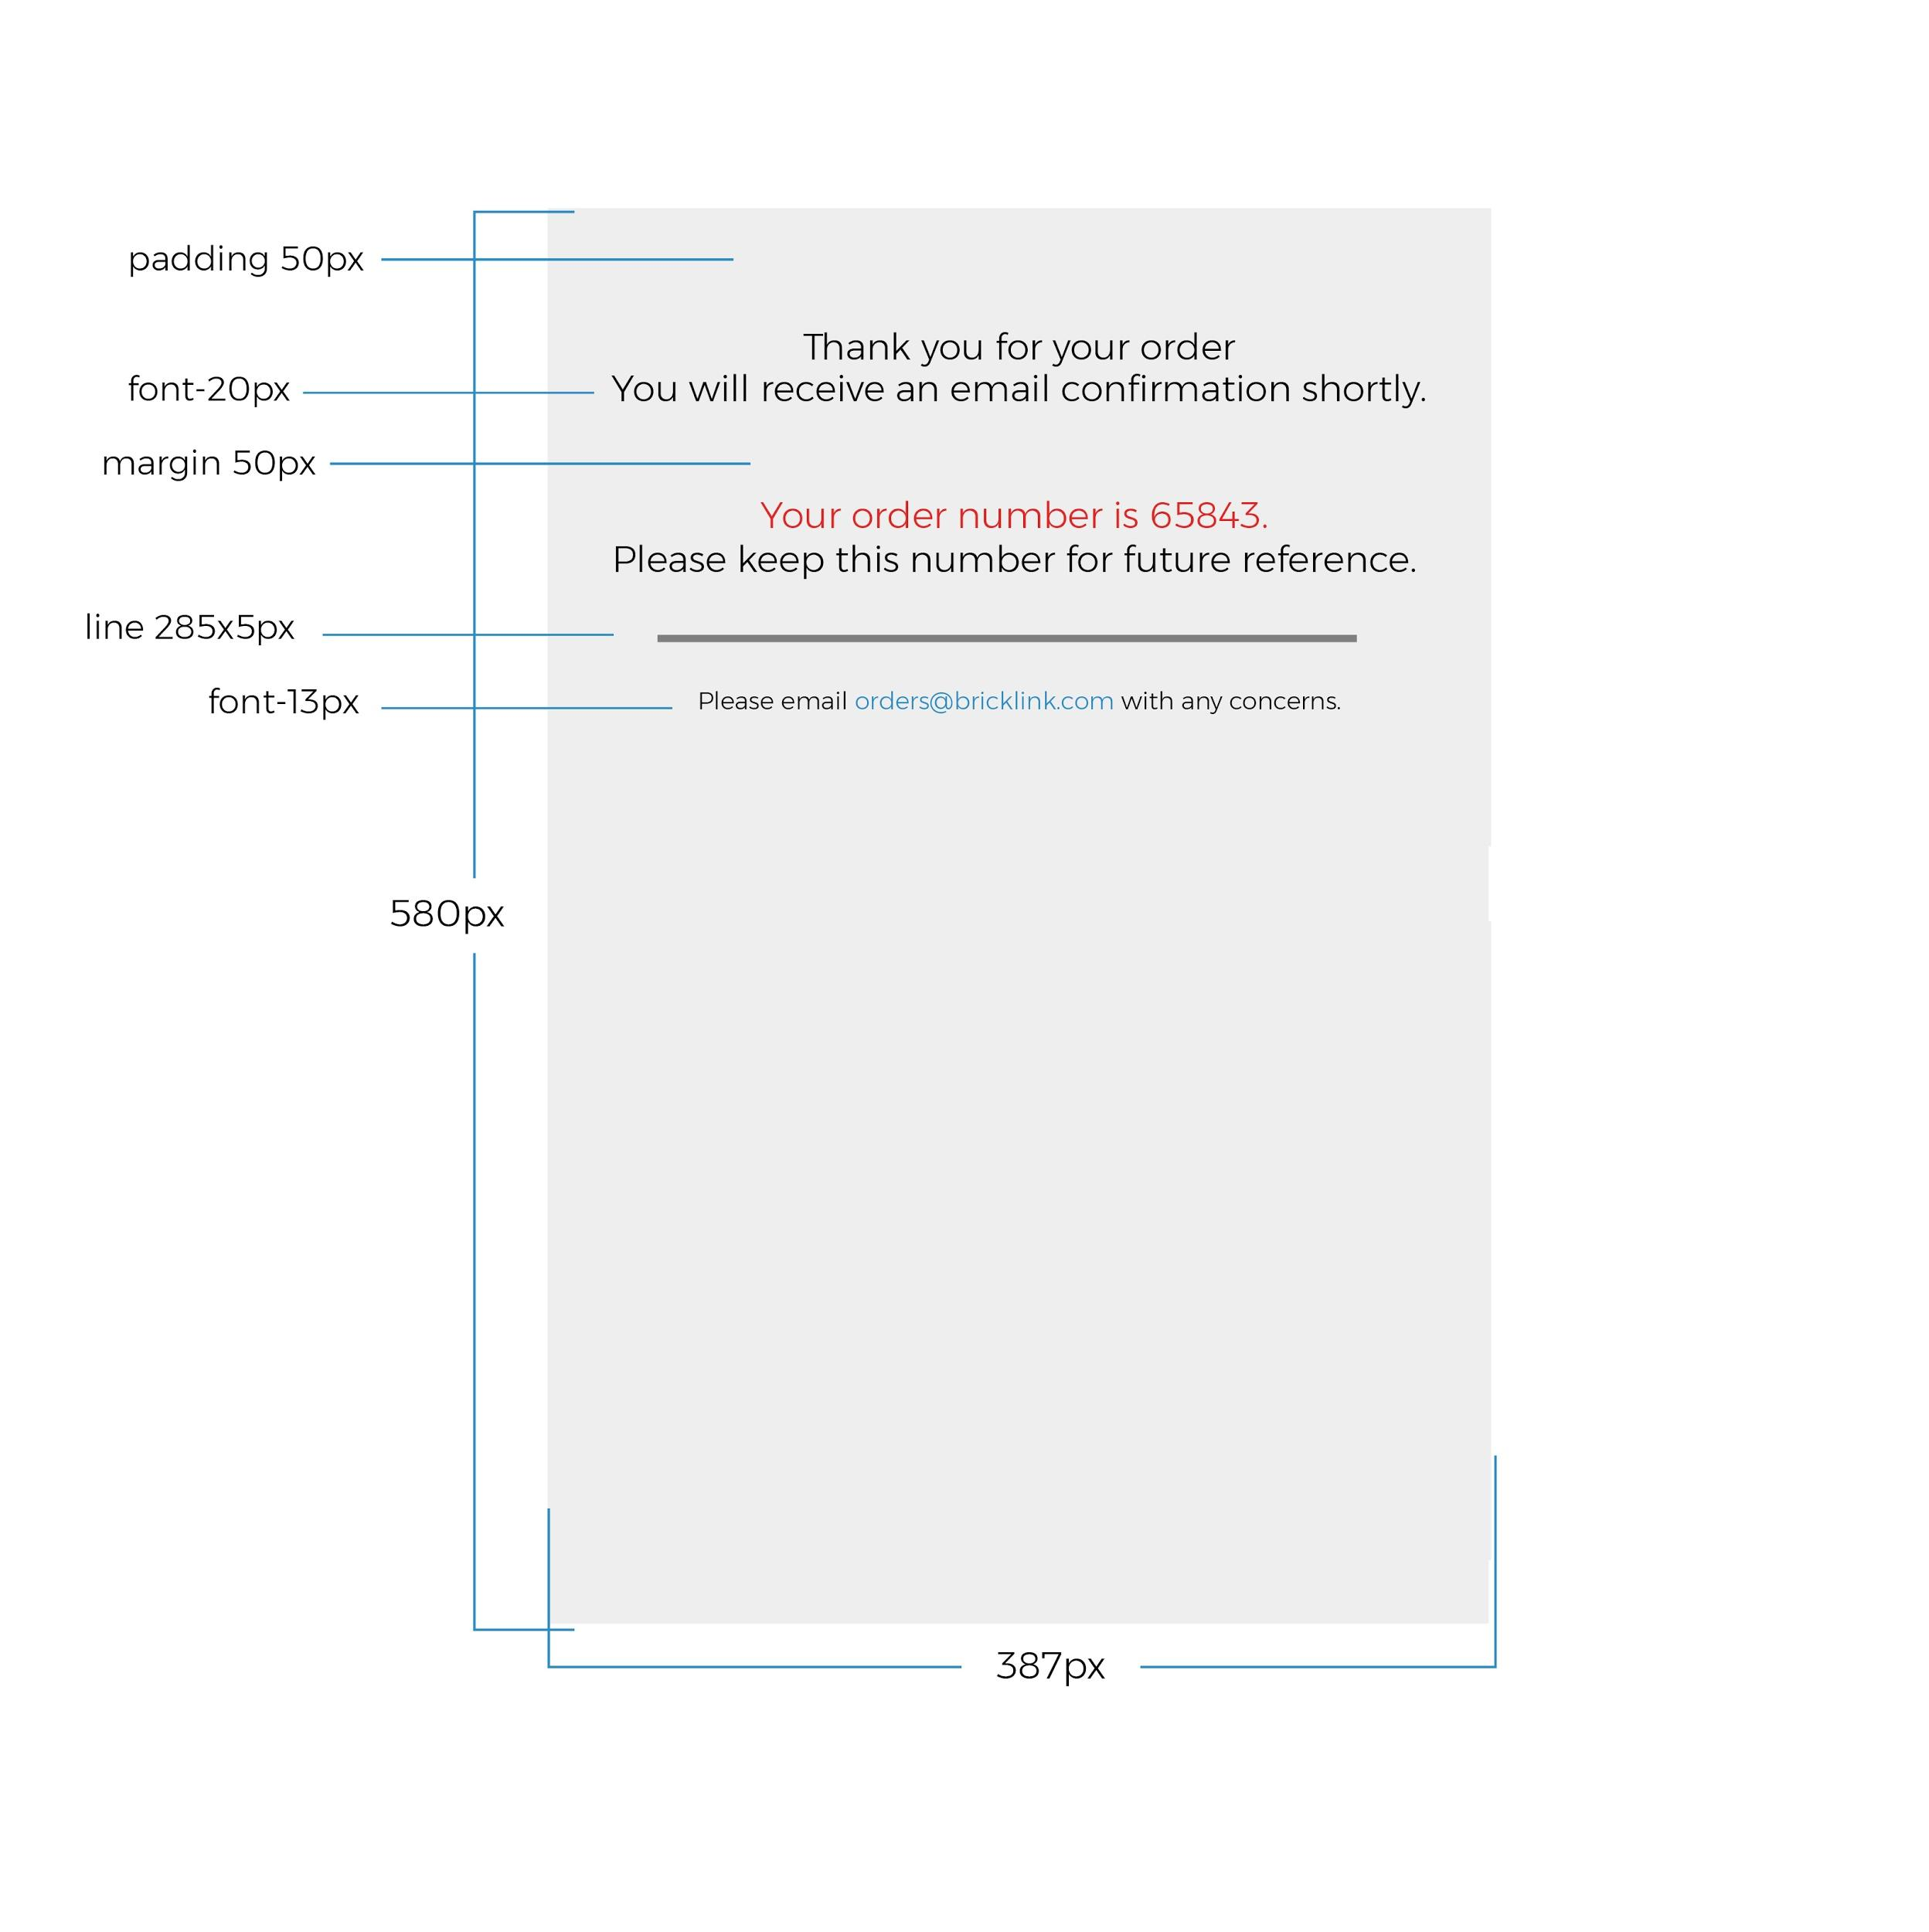 padding 50px
Thank you for your order
font-20px
You will receive an email confirmation shortly.
margin 50px
Your order number is 65843.
Please keep this number for future reference.
line 285x5px
font-13px
Please email orders@bricklink.com with any concerns.
580px
387px